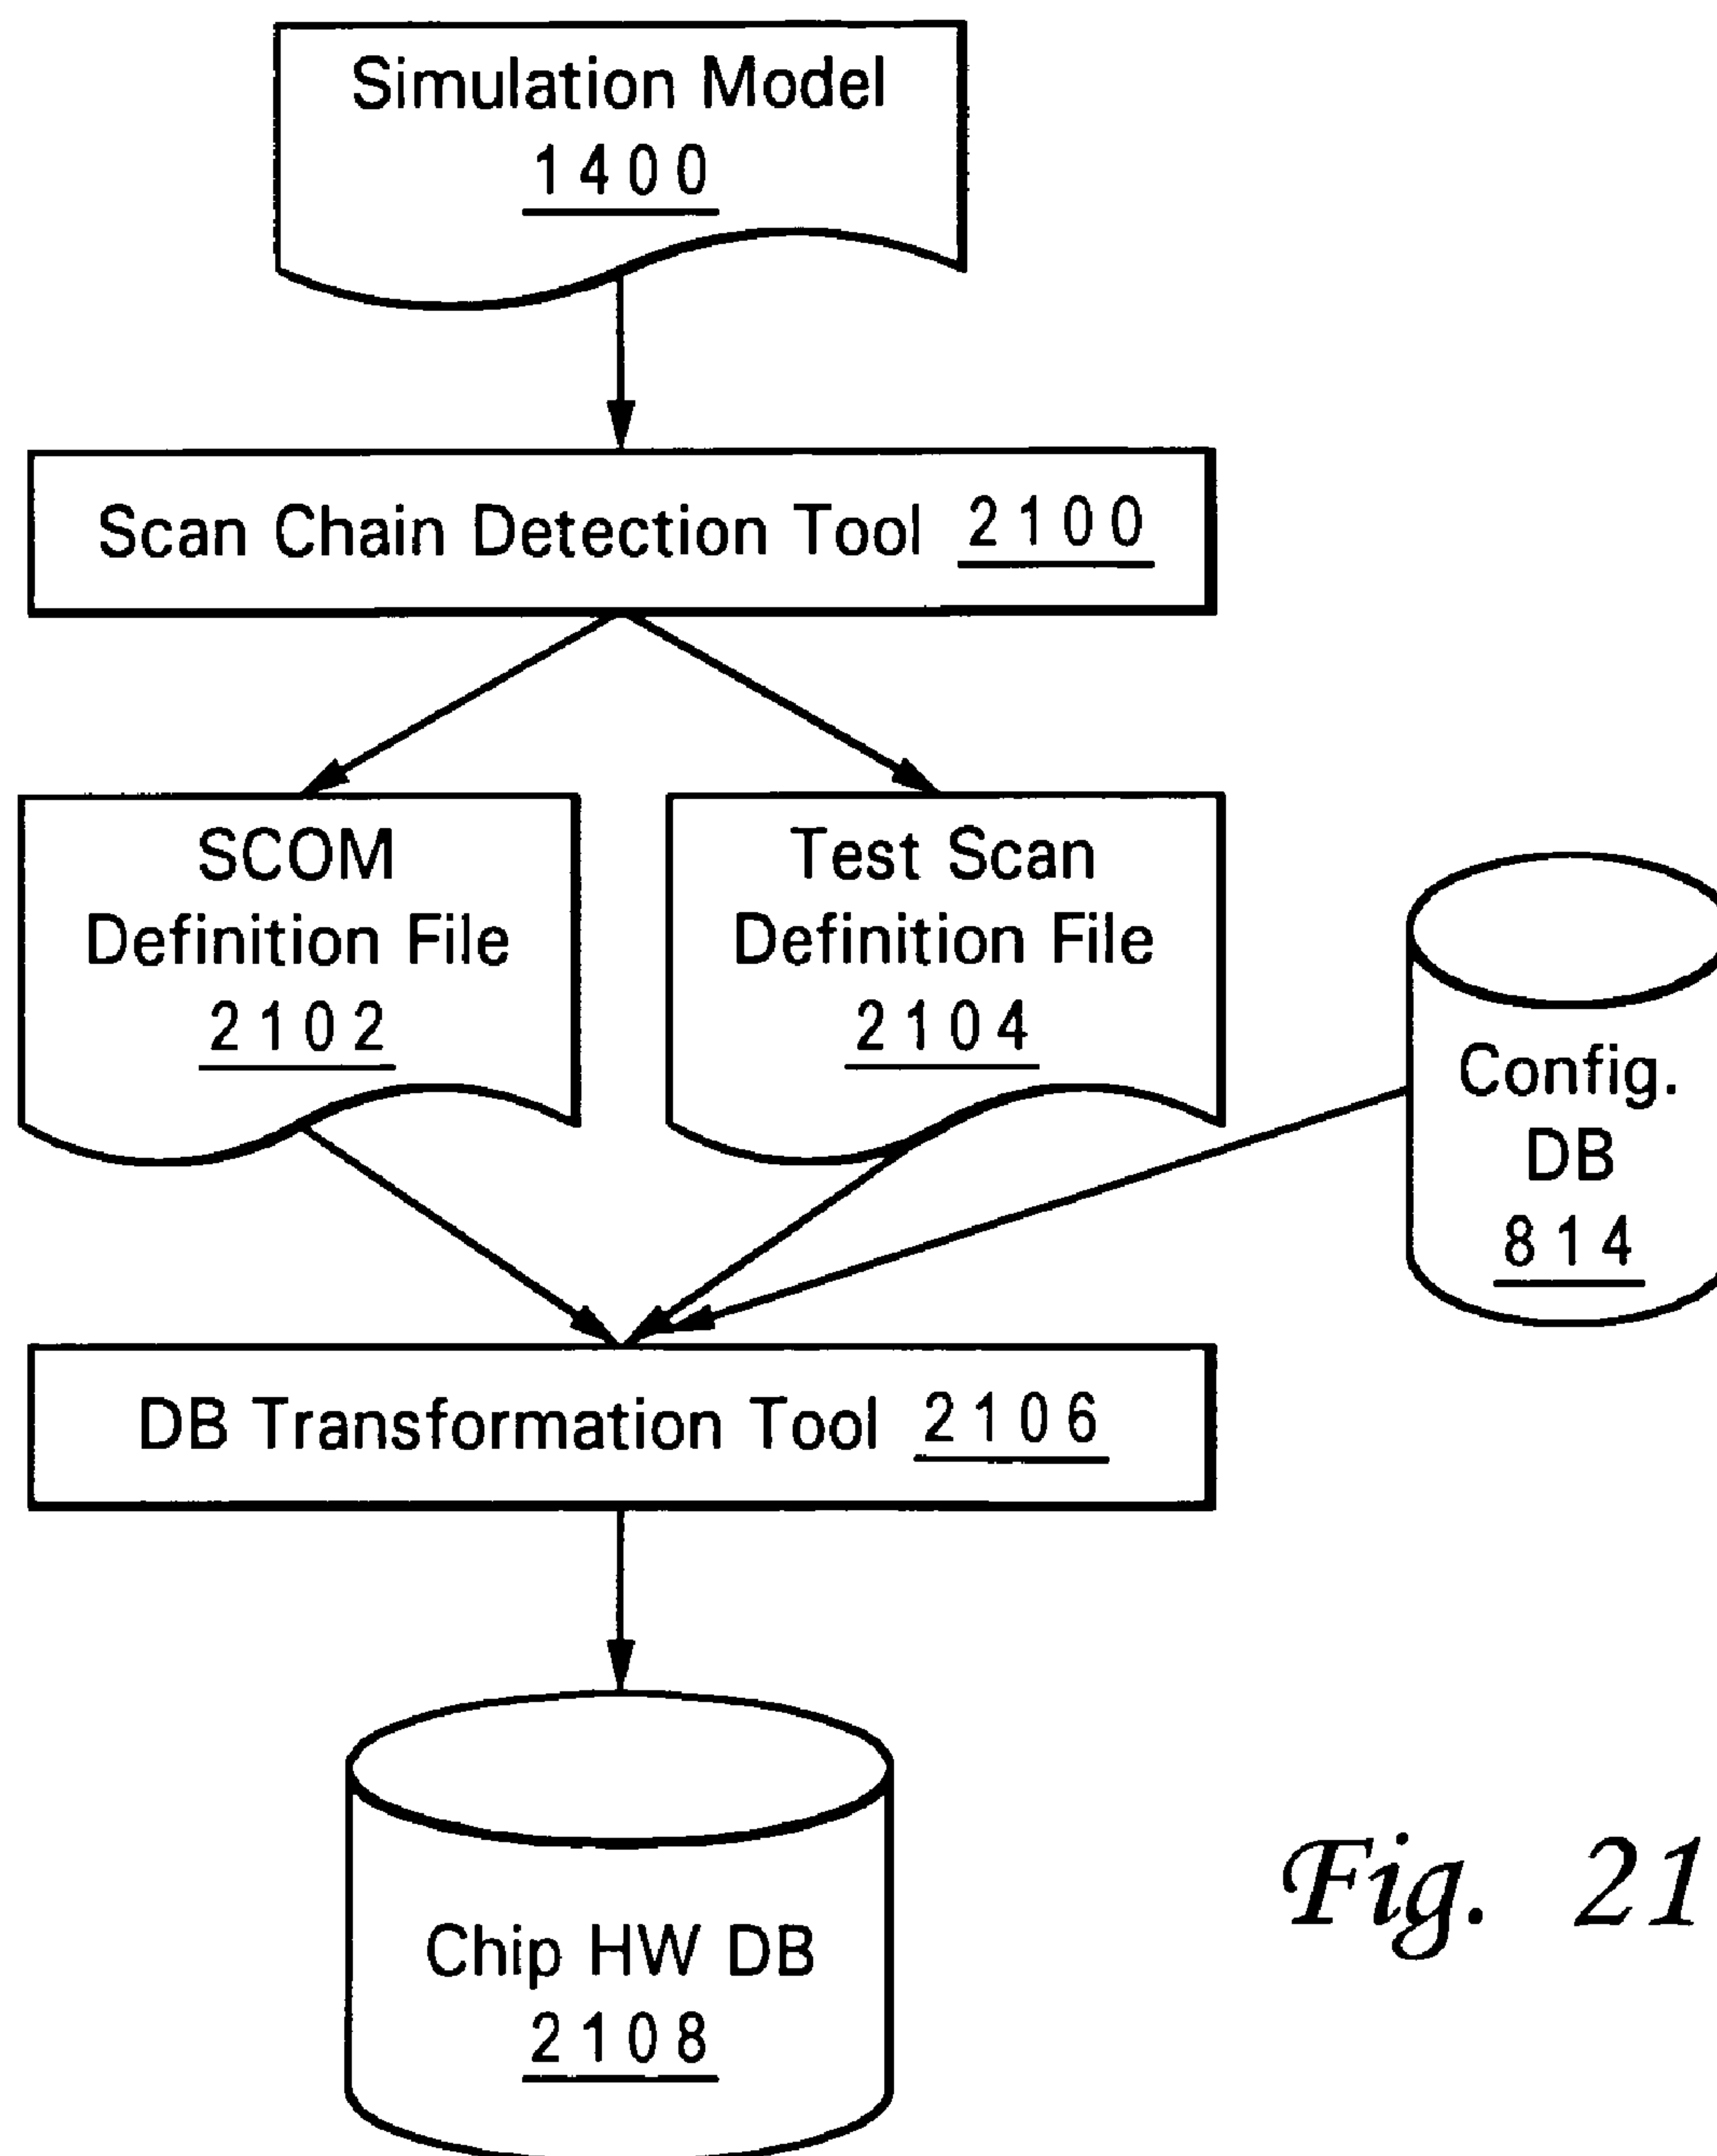 Simulation Model
1400
Scan Chain Detection Tool 2100
SCOM
Definition File
2102
Test Scan
Definition File
2104
Config.
DB
814
DB Transformation Tool 2106
Chip HW DB
2108
Fig. 21